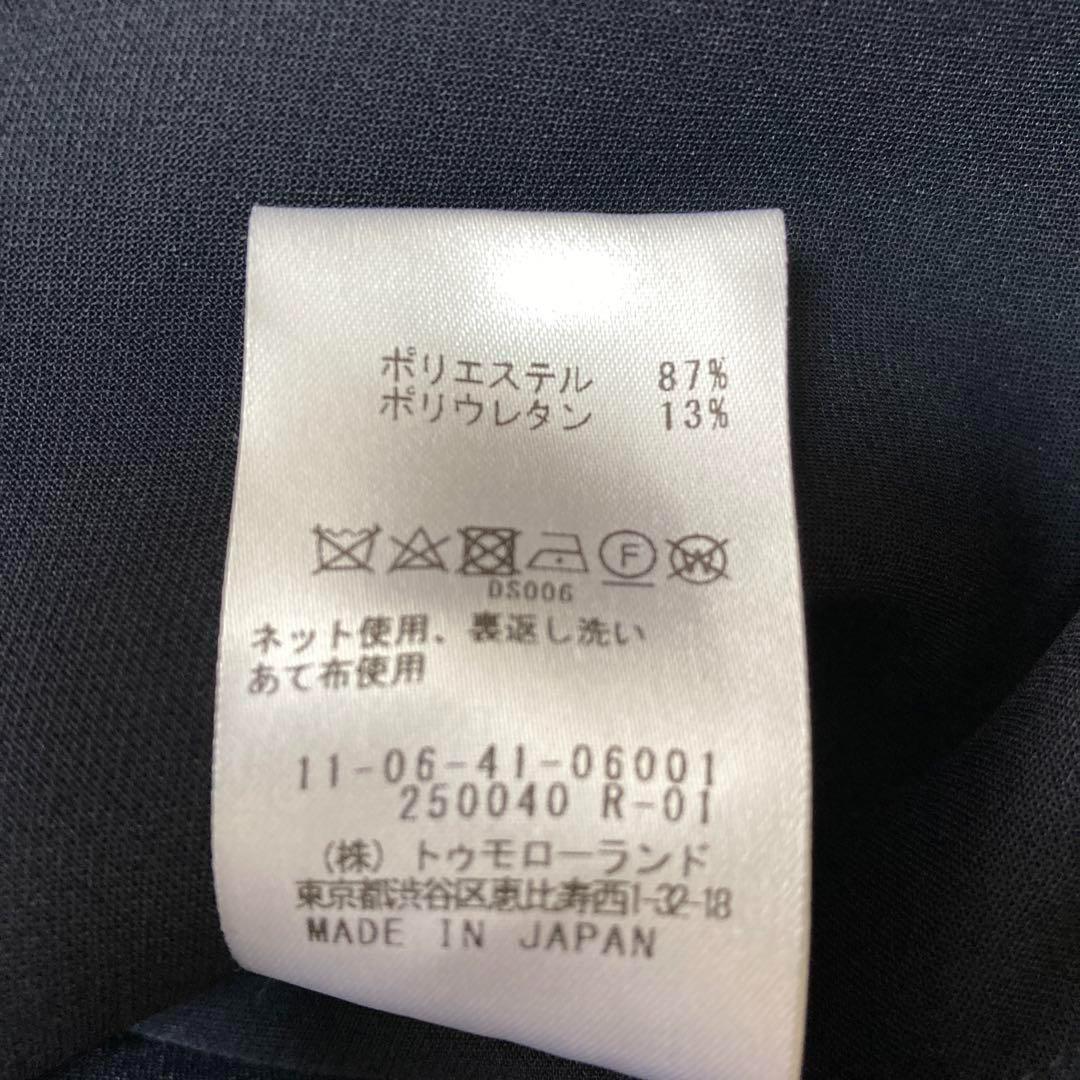 ポリエステル 87%
ポリウレタン 13%
F W
DS006
ネット使用、裏返し洗い
あて布使用
11-06-41-06001
250040 R-01
(株) トゥモローランド
東京都渋谷区恵比寿西1-32-18
MADE IN JAPAN